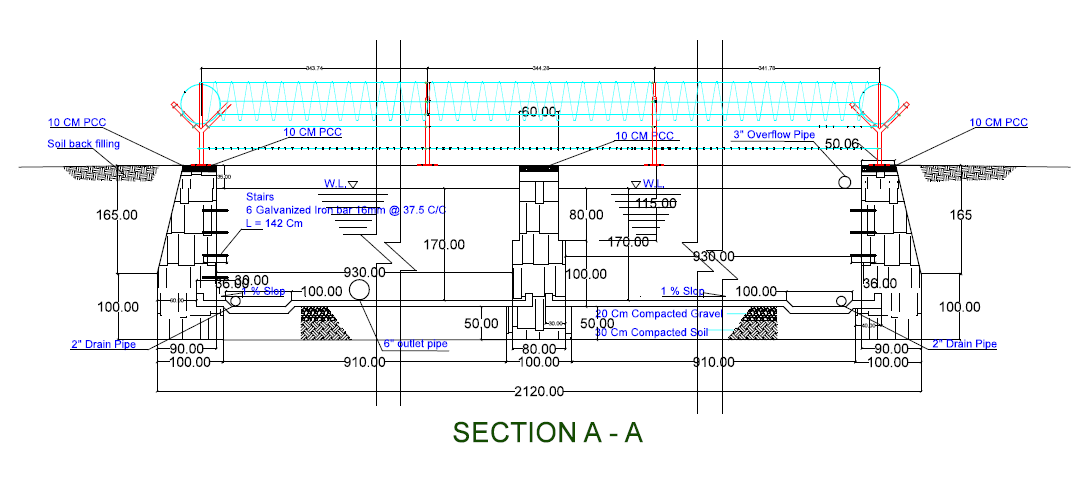 343.74
344.28
341.78
60.00
10 CM PCC
10 CM PCC
10 CM PCC
3" Overflow Pipe
10 CM PCC
Soil back filling
50.06
W.L.
W.L.
Stairs
6 Galvanized Iron bar 16mm @ 37.5 C/C
L = 142 Cm
115.00
165.00
80.00
165
170.00
170.00
930.00
930.00
100.00
30.00
36.00
36.00
1 % Slop
100.00
1 % Slop
100.00
100.00
100.00
20 Cm Compacted Gravel
50.00
50.00
30 Cm Compacted Soil
2" Drain Pipe
6" outlet pipe
2" Drain Pipe
90.00
80.00
90.00
100.00
910.00
100.00
910.00
100.00
2120.00
SECTION A - A